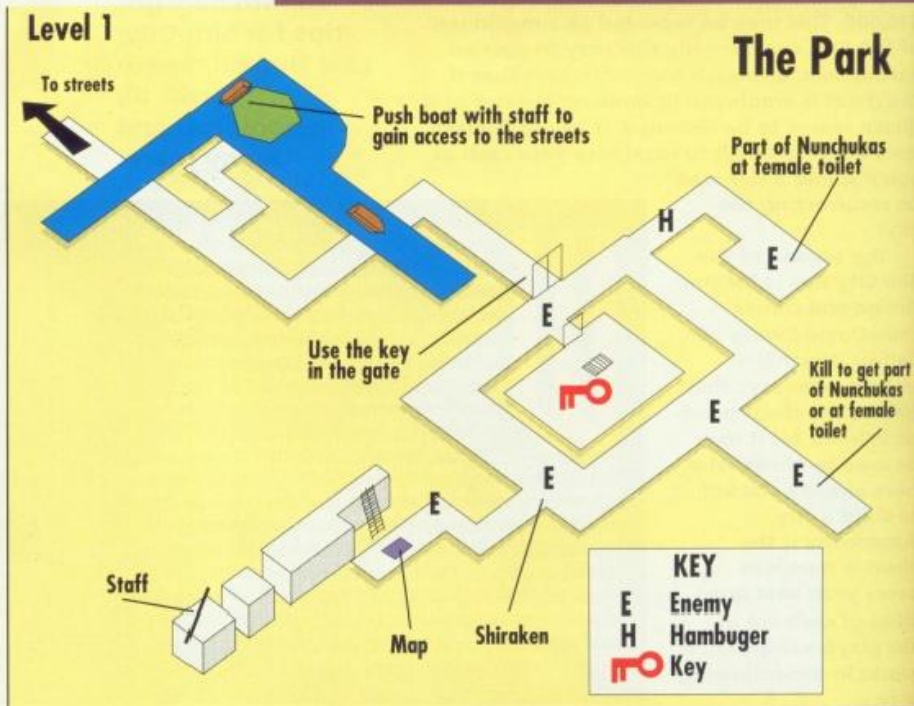 Level 1
The Park
To streets
Push boat with staff to
gain access to the streets
Part of Nunchukas
at female toilet
H
E
Use the key
in the gate
E
Kill to get part
of Nunchukas
or at female
toilet
E
E
E
E
Staff
Map
Shiraken
KEY
E Enemy
H Hambuger
Key